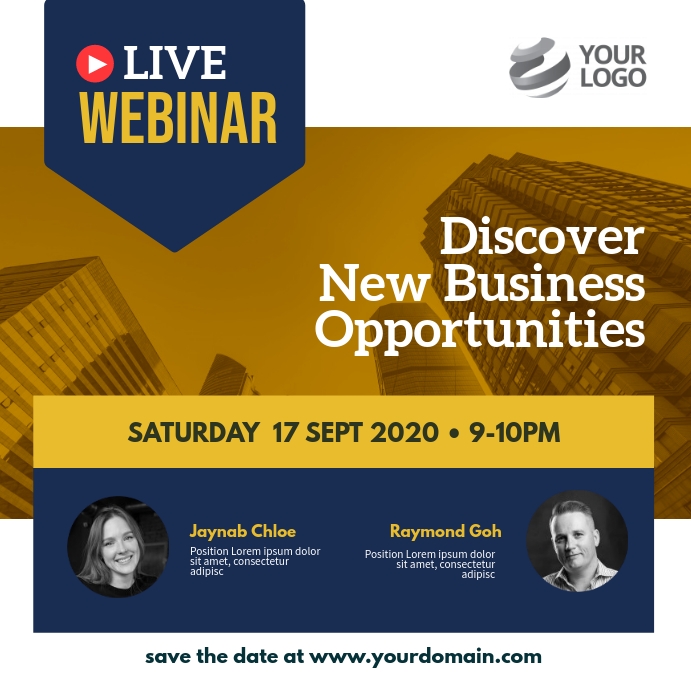 LIVE
WEBINAR
YOUR
LOGO
Discover
New Business
Opportunities
SATURDAY 17 SEPT 2020 • 9-10PM
Jaynab Chloe
Position Lorem ipsum dolor
sit amet, consectetur
adipisc
Raymond Goh
Position Lorem ipsum dolor
sit amet, consectetur
adipisc
save the date at www.yourdomain.com